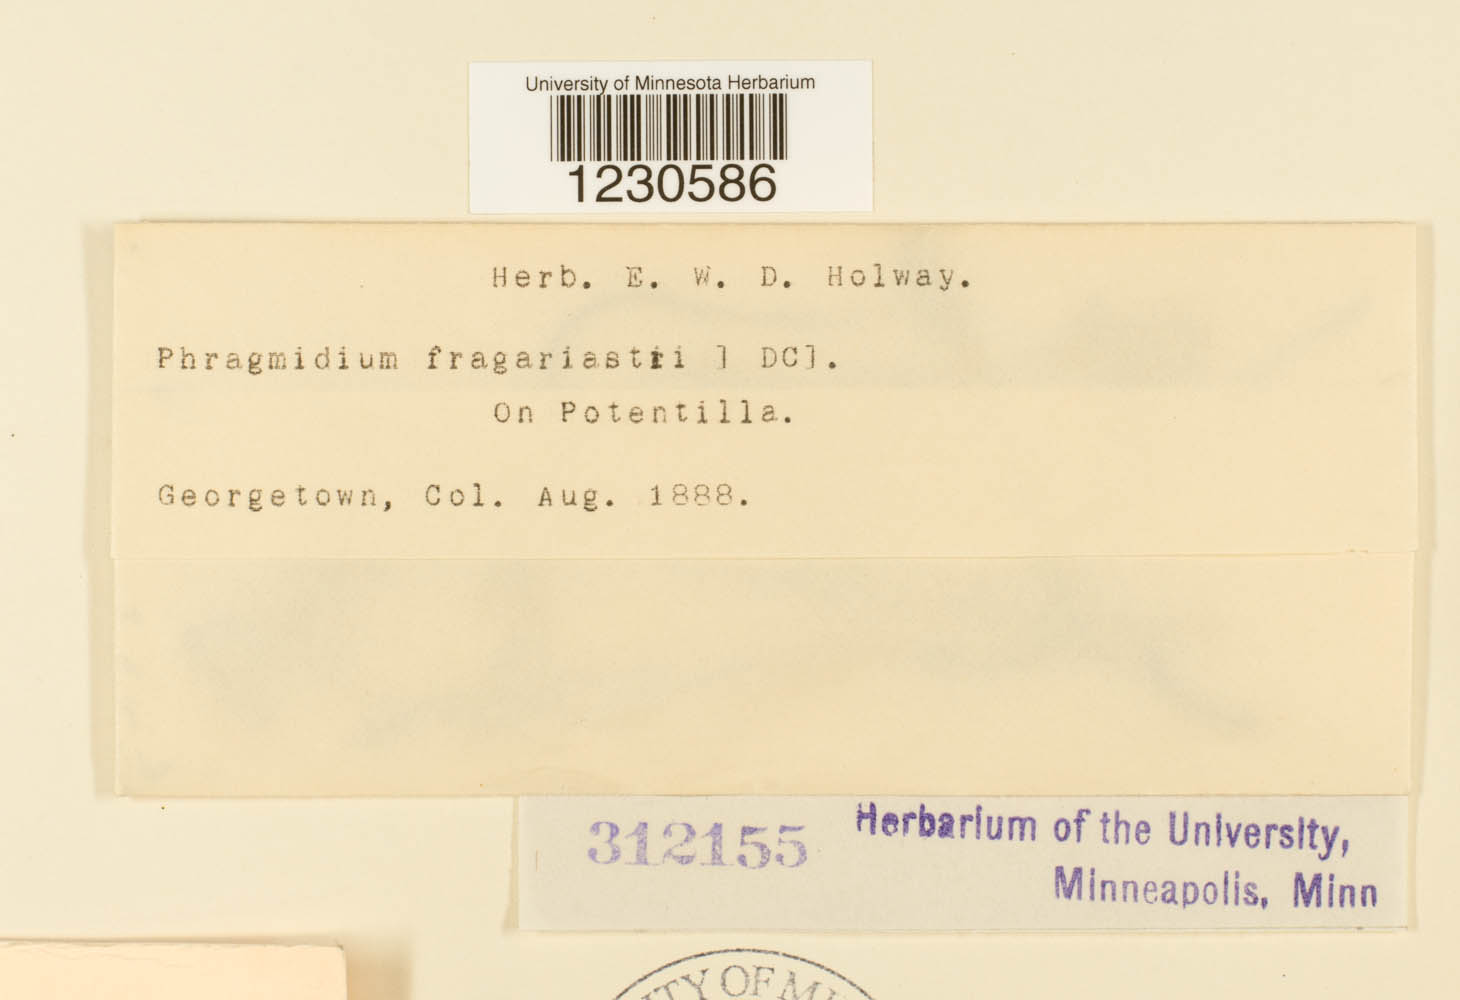 University of Minnesota Herbarium
1230586
Herb. E. W. D. Holway.
Phragmidium fragariastri ] DC].
On Potentilla.
Georgetown, Col. Aug. 1888.
312155 Herbarium of the University,
Minneapolis, Minn
OF